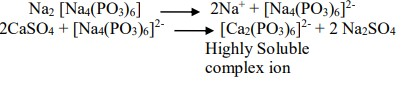 Na₂ [Na₄(PO₃)₆] ⟶ 2Na⁺ + [Na₄(PO₃)₆]²⁻
2CaSO₄ + [Na₄(PO₃)₆]²⁻ ⟶ [Ca₂(PO₃)₆]²⁻ + 2 Na₂SO₄
Highly Soluble
complex ion